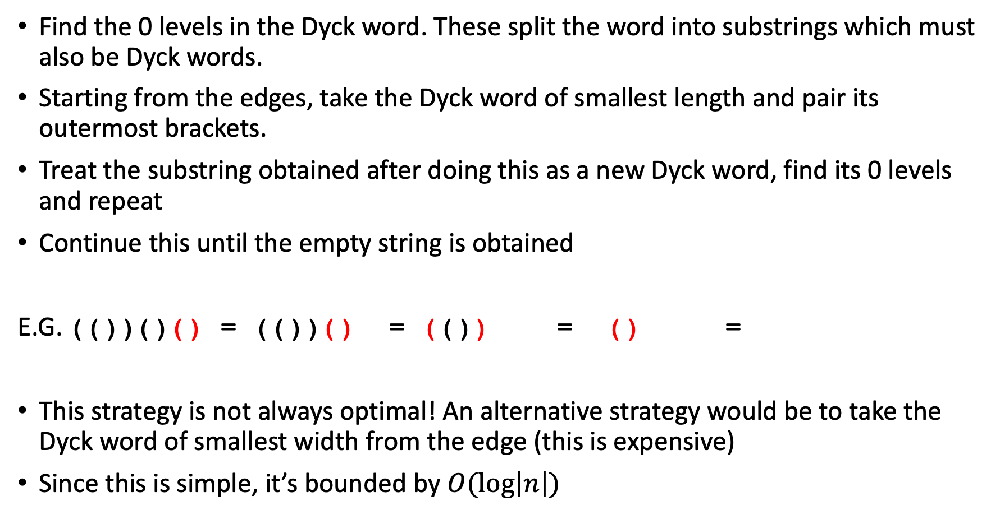 • Find the 0 levels in the Dyck word. These split the word into substrings which must
also be Dyck words.
• Starting from the edges, take the Dyck word of smallest length and pair its
outermost brackets.
• Treat the substring obtained after doing this as a new Dyck word, find its 0 levels
and repeat
• Continue this until the empty string is obtained
E.G. (())()() = (())() = (()) = () =
• This strategy is not always optimal! An alternative strategy would be to take the
Dyck word of smallest width from the edge (this is expensive)
• Since this is simple, it’s bounded by O(log|n|)